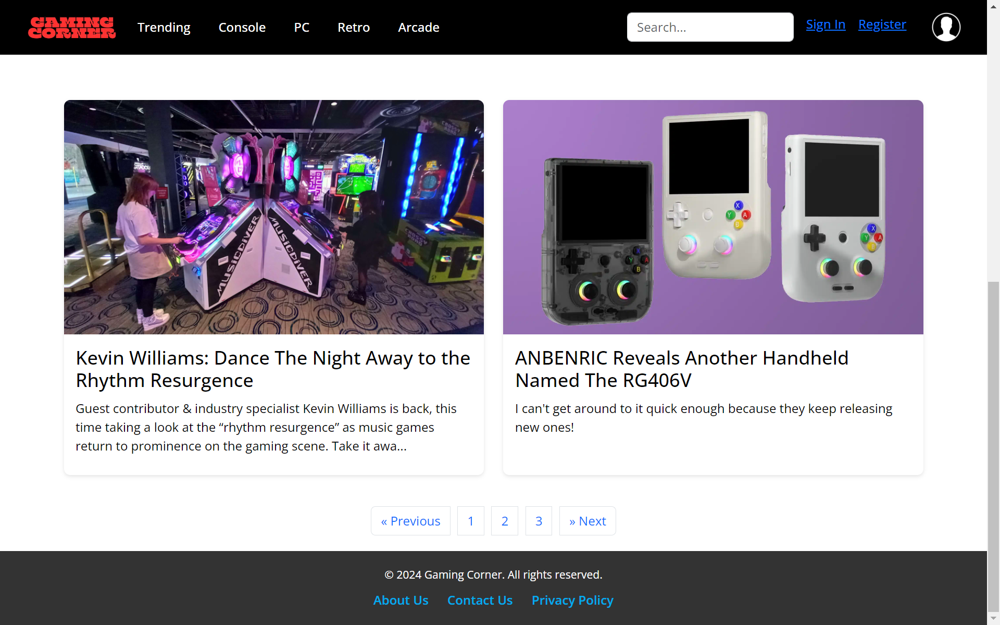 GAMING
CORNER
Trending
Console
PC
Retro
Arcade
Search...
Sign In
Register
CROSSY
ROAD
MUSICDIVER
MUSICDIVER
CROSSY
ROAD
X
Y
A
B
X
Y
A
B
X
Y
A
B
Kevin Williams: Dance The Night Away to the
Rhythm Resurgence
Guest contributor & industry specialist Kevin Williams is back, this
time taking a look at the “rhythm resurgence” as music games
return to prominence on the gaming scene. Take it awa...
ANBENRIC Reveals Another Handheld
Named The RG406V
I can't get around to it quick enough because they keep releasing
new ones!
« Previous
1
2
3
» Next
© 2024 Gaming Corner. All rights reserved.
About Us
Contact Us
Privacy Policy